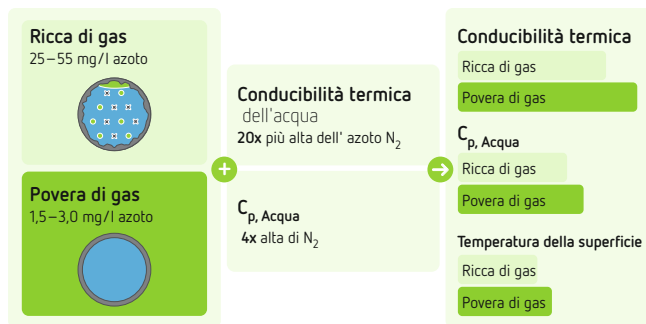 Ricca di gas
25–55 mg/l azoto
Povera di gas
1,5–3,0 mg/l azoto
+
Conducibilità termica
dell'acqua
20x più alta dell' azoto N₂
Cp, Acqua
4x alta di N₂
→
Conducibilità termica
Ricca di gas
Povera di gas
Cp, Acqua
Ricca di gas
Povera di gas
Temperatura della superficie
Ricca di gas
Povera di gas